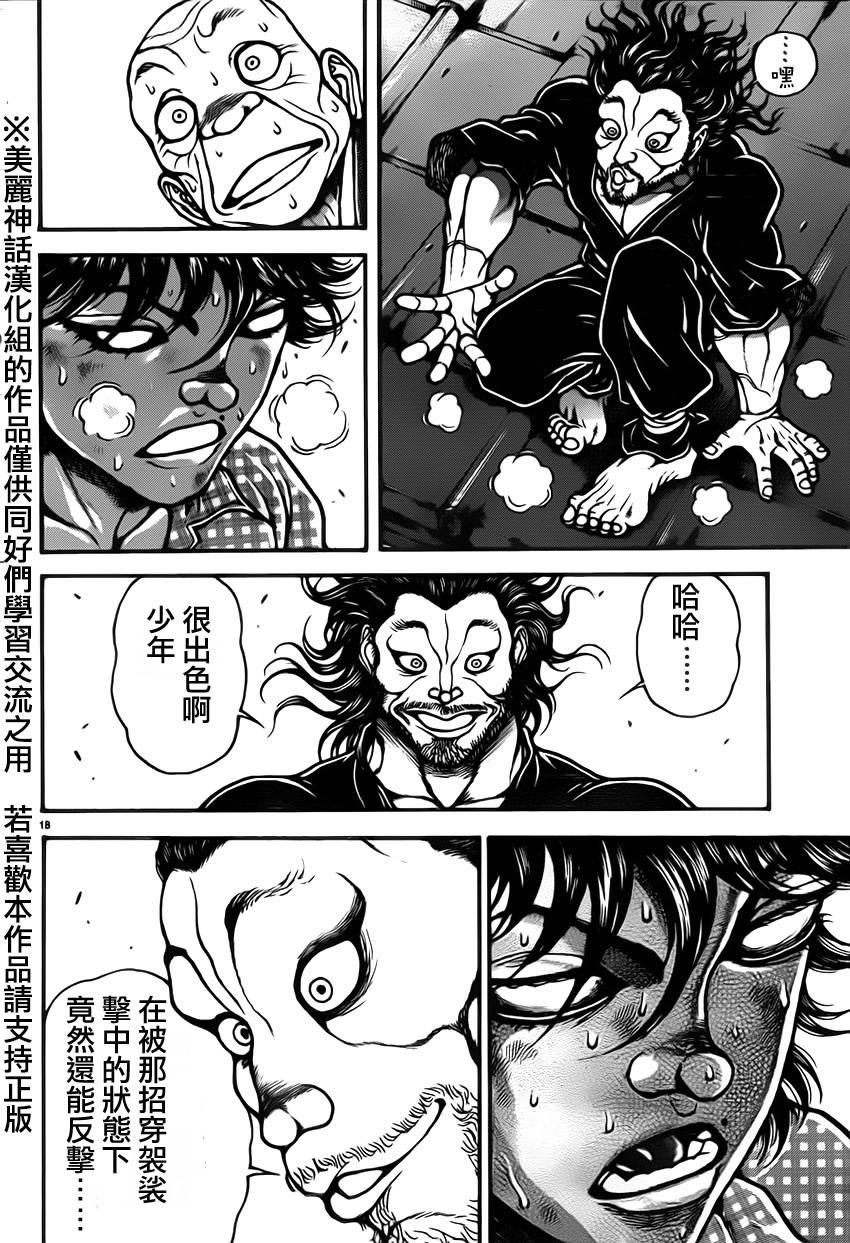 ……嘿
哈哈……
很出色啊
少年
18
在被那招穿袈裟
擊中的狀態下
竟然還能反擊……
※美麗神話漢化組的作品僅供同好們學習交流之用　若喜歡本作品請支持正版